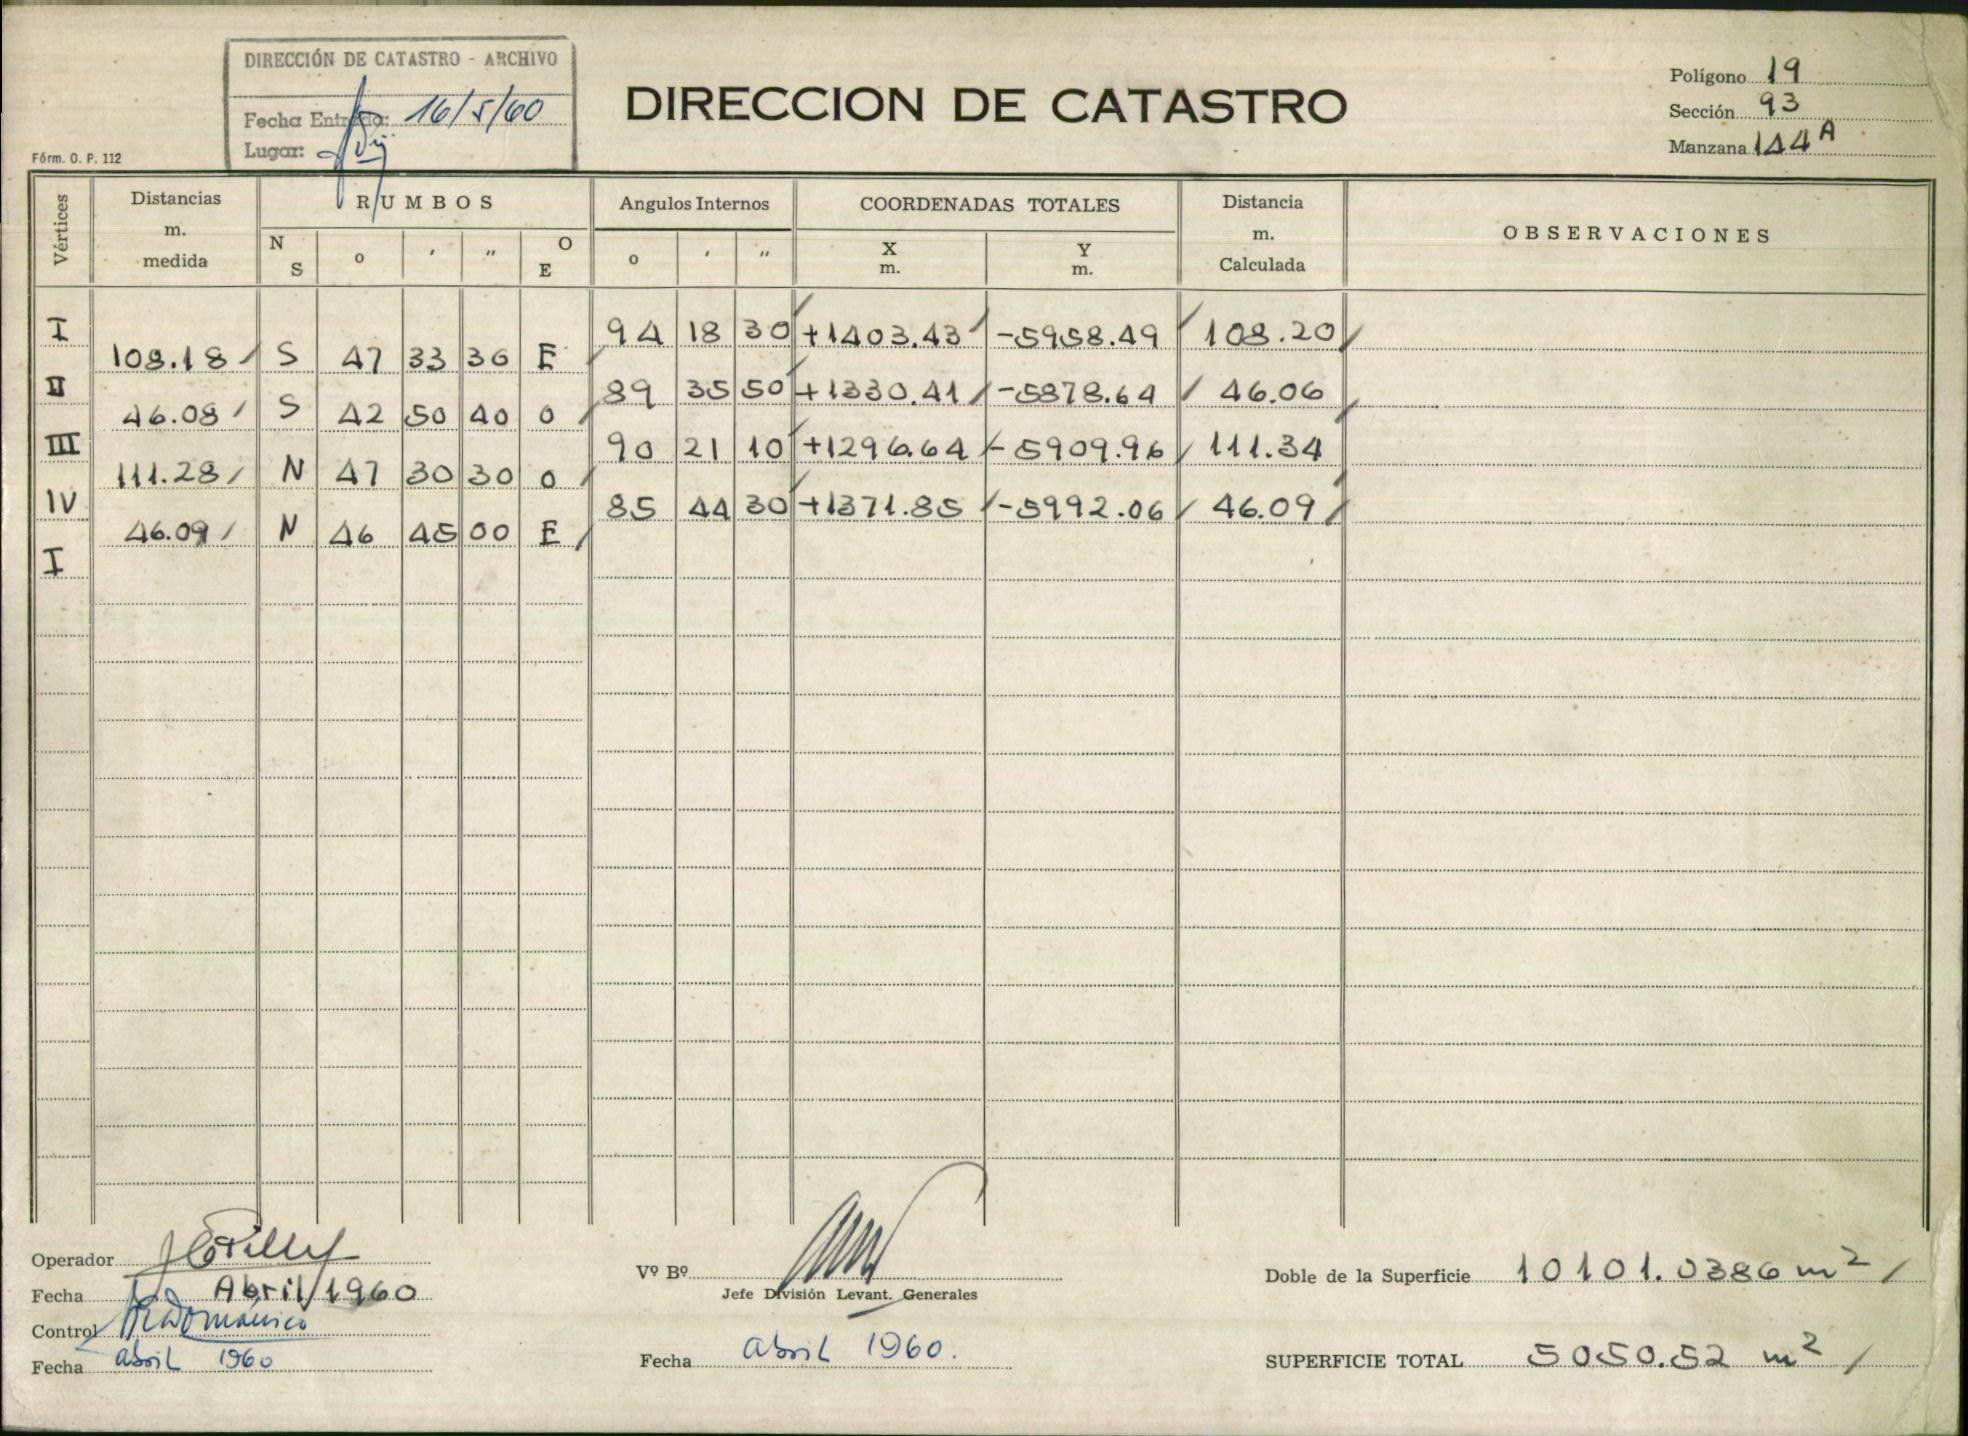 DIRECCIÓN DE CATASTRO - ARCHIVO
Fecha Entrada: 16/5/60
Lugar:
Fórm. O. P. 112
DIRECCION DE CATASTRO
Polígono 19
Sección 93
Manzana 144 A
Vértices
Distancias m. medida
RUMBOS
N S o ' " O E
Angulos Internos
o ' "
COORDENADAS TOTALES
X m. Y m.
Distancia m. Calculada
OBSERVACIONES
I 94 18 30 +1403.43 -5958.49 108.20
108.18 S 47 33 36 E
II 89 35 50 +1330.41 -5878.64 46.06
46.08 S 42 50 40 O
III 90 21 10 +1296.64 -5909.96 111.34
111.28 N 47 30 30 O
IV 85 44 30 +1371.85 -5992.06 46.09
46.09 N 46 45 00 E
I
Operador
Fecha Abril/1960
Control
Fecha abril 1960
Vº Bº
Jefe División Levant. Generales
Fecha abril 1960.
Doble de la Superficie 10101.0386 m2
SUPERFICIE TOTAL 5050.52 m2